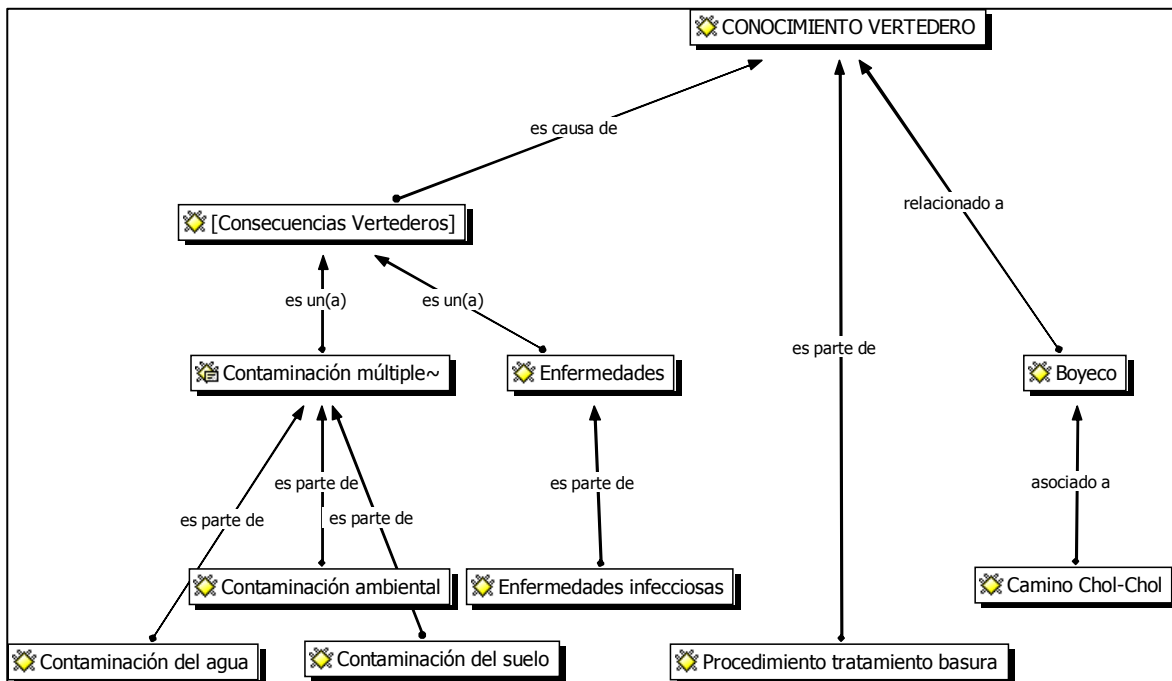 CONOCIMIENTO VERTEDERO
es causa de
relacionado a
[Consecuencias Vertederos]
es un(a)
es un(a)
es parte de
Contaminación múltiple~
Enfermedades
Boyeco
es parte de
es parte de
asociado a
es parte de
es parte de
Contaminación ambiental
Enfermedades infecciosas
Camino Chol-Chol
Contaminación del agua
Contaminación del suelo
Procedimiento tratamiento basura